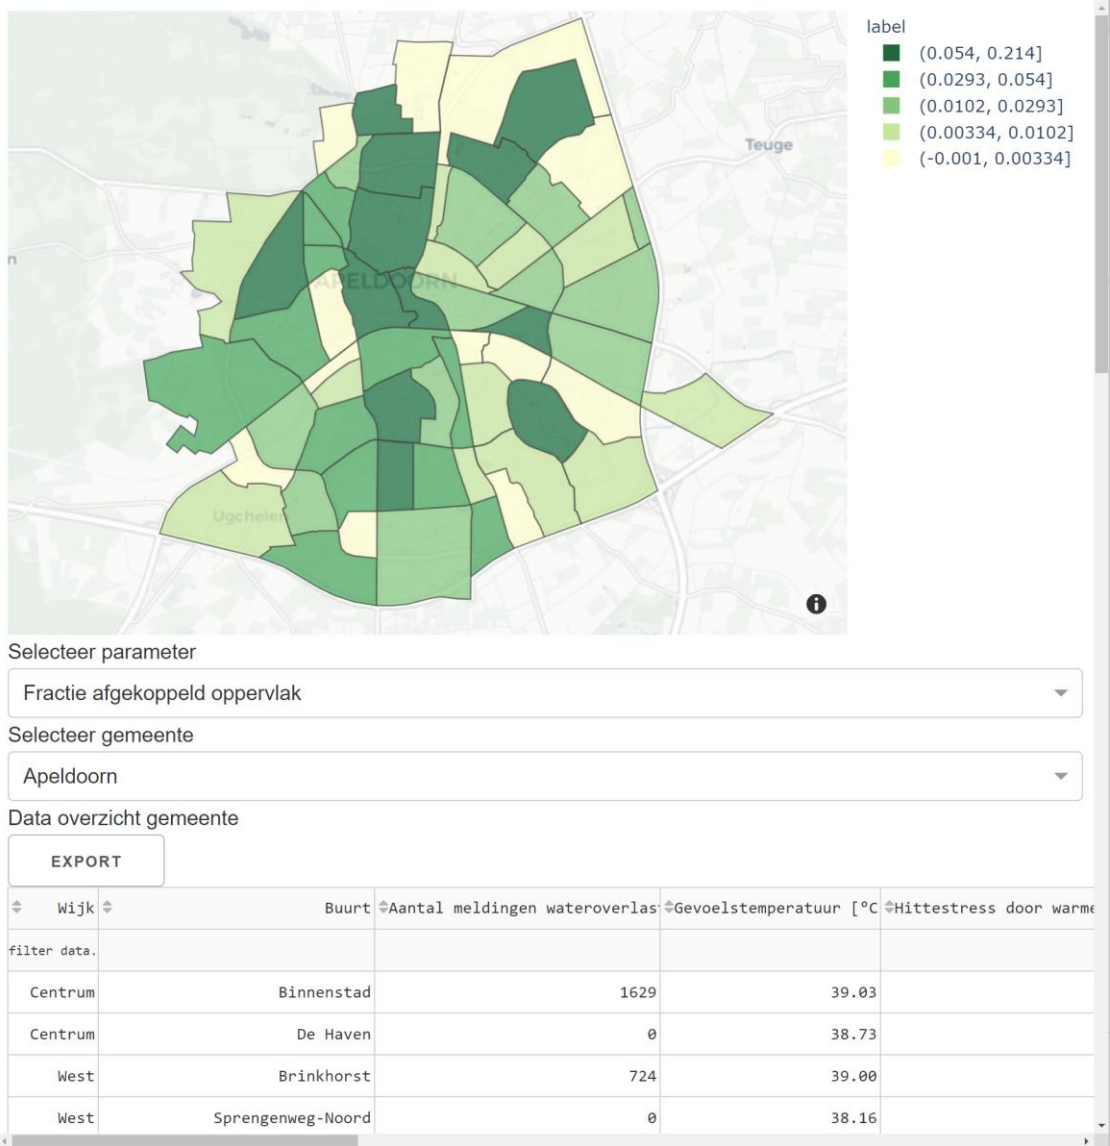 label
(0.054, 0.214]
(0.0293, 0.054]
(0.0102, 0.0293]
(0.00334, 0.0102]
(-0.001, 0.00334]
Teuge
APELDOORN
Ugchelen
Selecteer parameter
Fractie afgekoppeld oppervlak
Selecteer gemeente
Apeldoorn
Data overzicht gemeente
EXPORT
Wijk Buurt Aantal meldingen wateroverlas Gevoelstemperatuur [°C Hittestress door warme
filter data.
Centrum Binnenstad 1629 39.03
Centrum De Haven 0 38.73
West Brinkhorst 724 39.00
West Sprengenweg-Noord 0 38.16